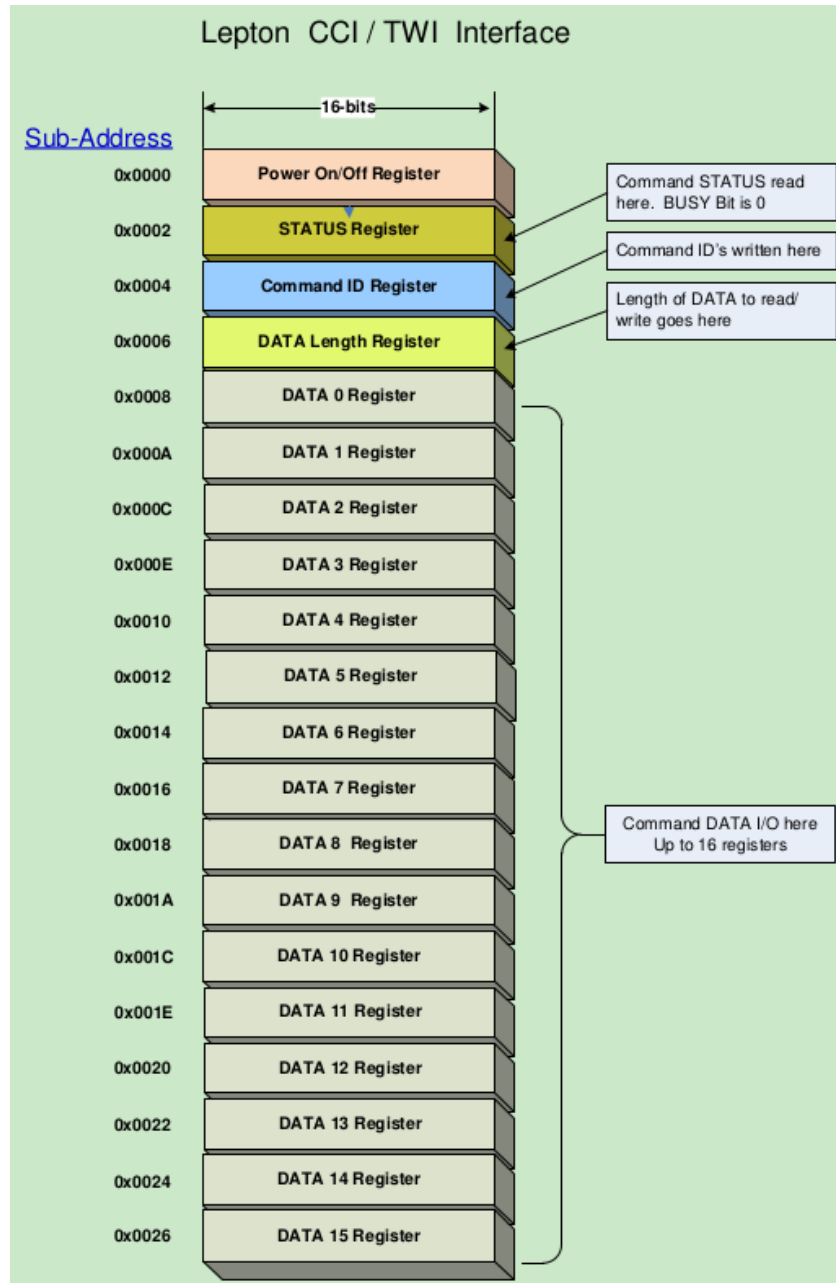 Lepton CCI / TWI Interface
16-bits
Sub-Address
0x0000 Power On/Off Register
Command STATUS read
here. BUSY Bit is 0
0x0002 STATUS Register
Command ID's written here
0x0004 Command ID Register
Length of DATA to read/
write goes here
0x0006 DATA Length Register
0x0008 DATA 0 Register
0x000A DATA 1 Register
0x000C DATA 2 Register
0x000E DATA 3 Register
0x0010 DATA 4 Register
0x0012 DATA 5 Register
0x0014 DATA 6 Register
0x0016 DATA 7 Register
0x0018 DATA 8 Register
Command DATA I/O here
Up to 16 registers
0x001A DATA 9 Register
0x001C DATA 10 Register
0x001E DATA 11 Register
0x0020 DATA 12 Register
0x0022 DATA 13 Register
0x0024 DATA 14 Register
0x0026 DATA 15 Register